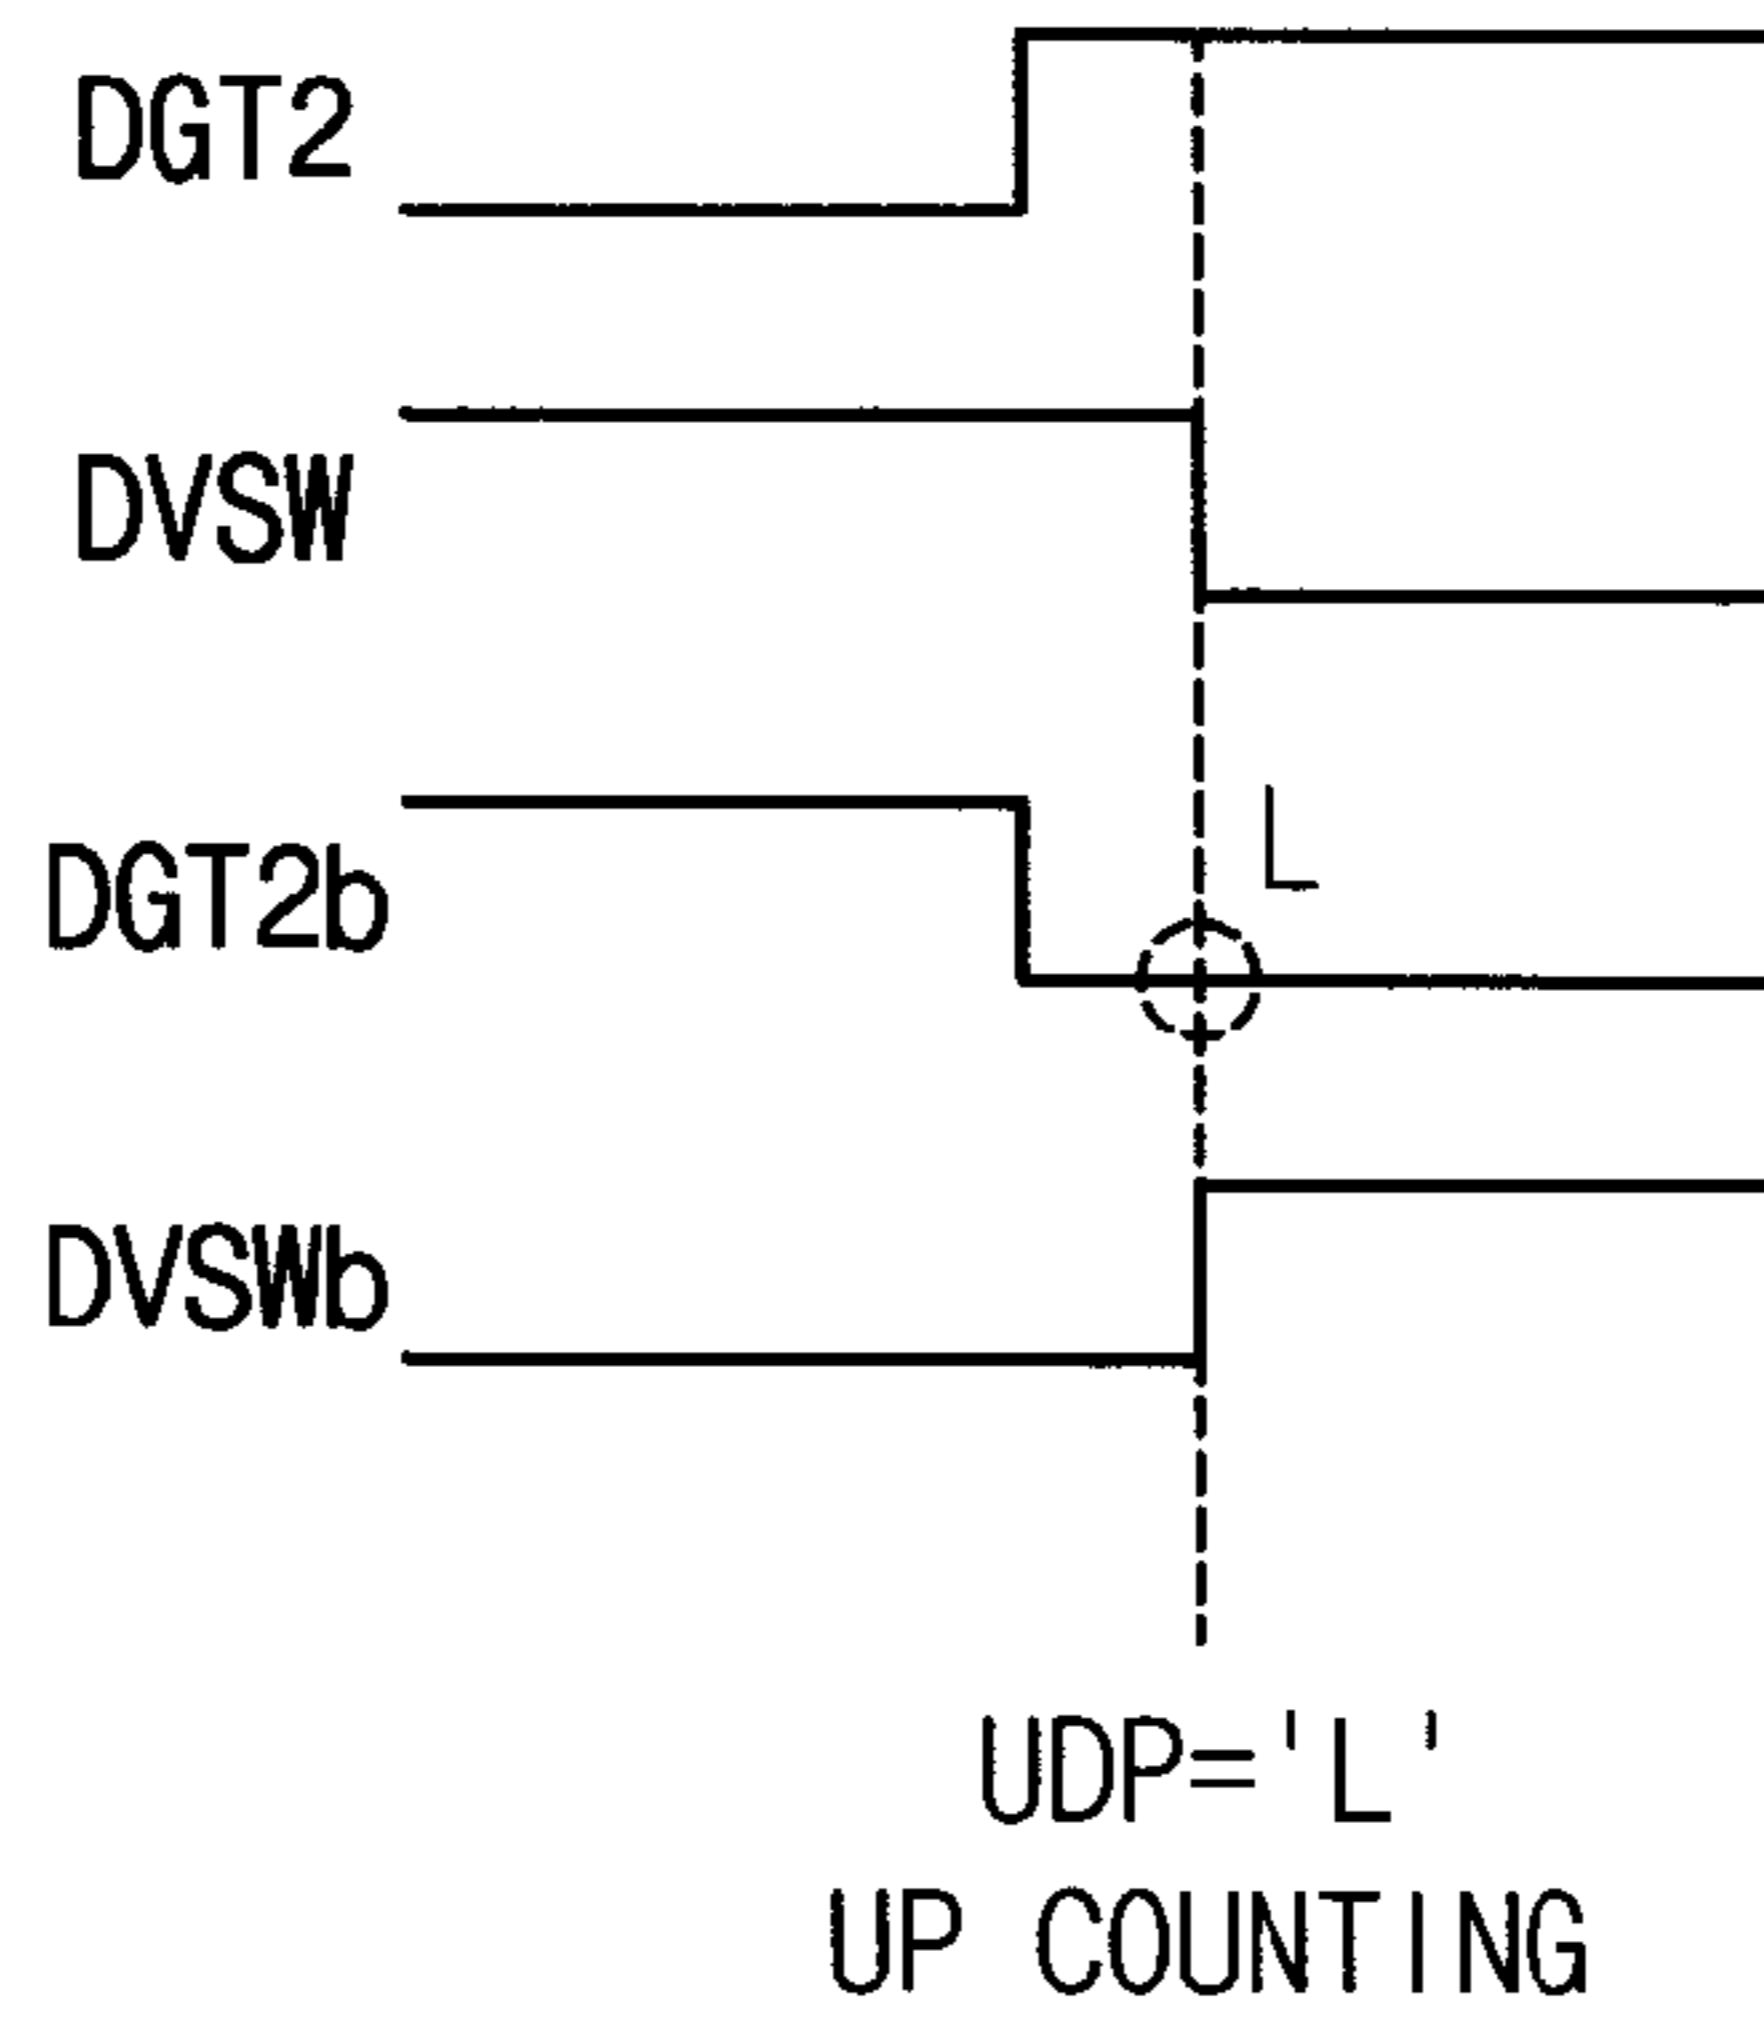 DGT2
DVSW
L
DGT2b
DVSWb
UDP='L'
UP COUNTING